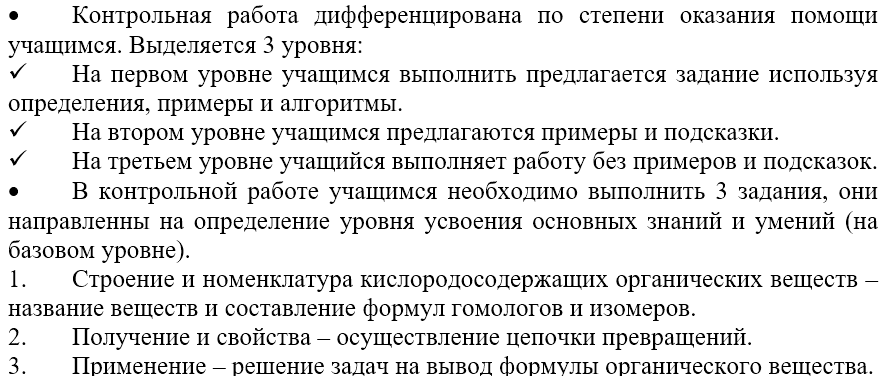 • Контрольная работа дифференцирована по степени оказания помощи
учащимся. Выделяется 3 уровня:
✓ На первом уровне учащимся выполнить предлагается задание используя
определения, примеры и алгоритмы.
✓ На втором уровне учащимся предлагаются примеры и подсказки.
✓ На третьем уровне учащийся выполняет работу без примеров и подсказок.
• В контрольной работе учащимся необходимо выполнить 3 задания, они
направленны на определение уровня усвоения основных знаний и умений (на
базовом уровне).
1. Строение и номенклатура кислородосодержащих органических веществ –
название веществ и составление формул гомологов и изомеров.
2. Получение и свойства – осуществление цепочки превращений.
3. Применение – решение задач на вывод формулы органического вещества.